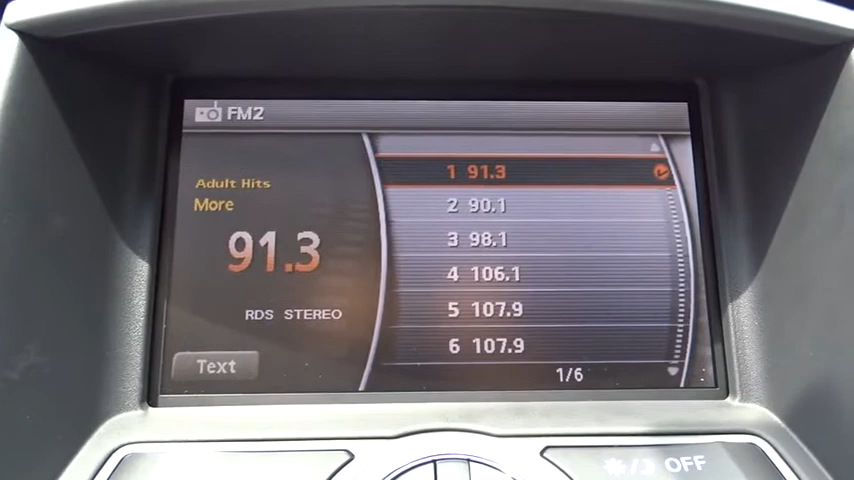 FM2
Adult Hits
More
91.3
RDS STEREO
Text
1 91.3
2 90.1
3 98.1
4 106.1
5 107.9
6 107.9
1/6
OFF